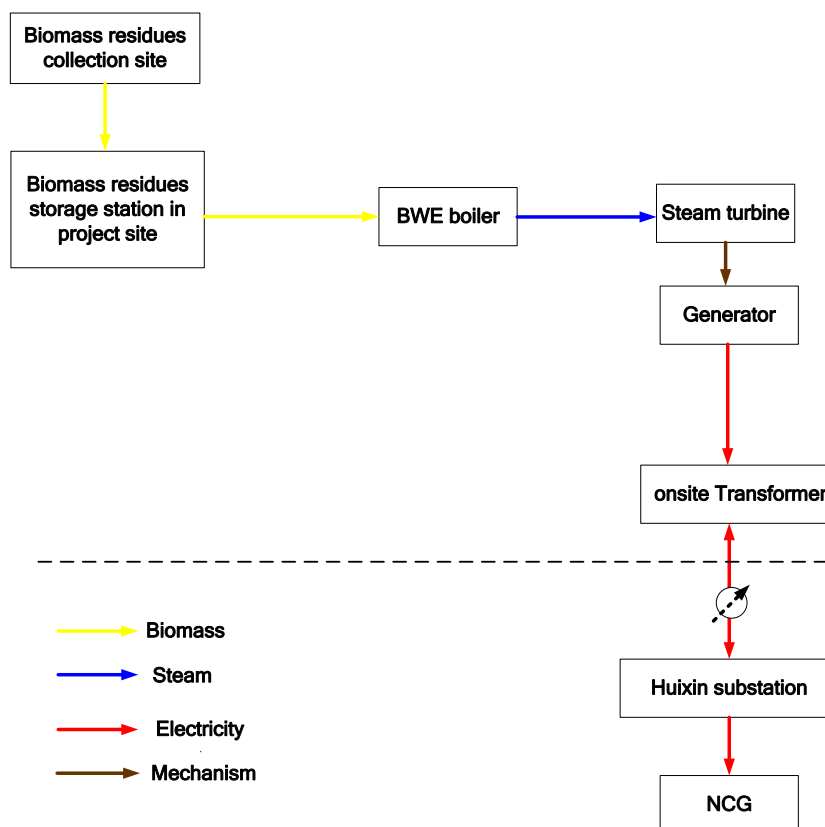 Biomass residues
collection site
Biomass residues
storage station in
project site
BWE boiler
Steam turbine
Generator
onsite Transformer
Biomass
Steam
Electricity
Mechanism
Huixin substation
NCG